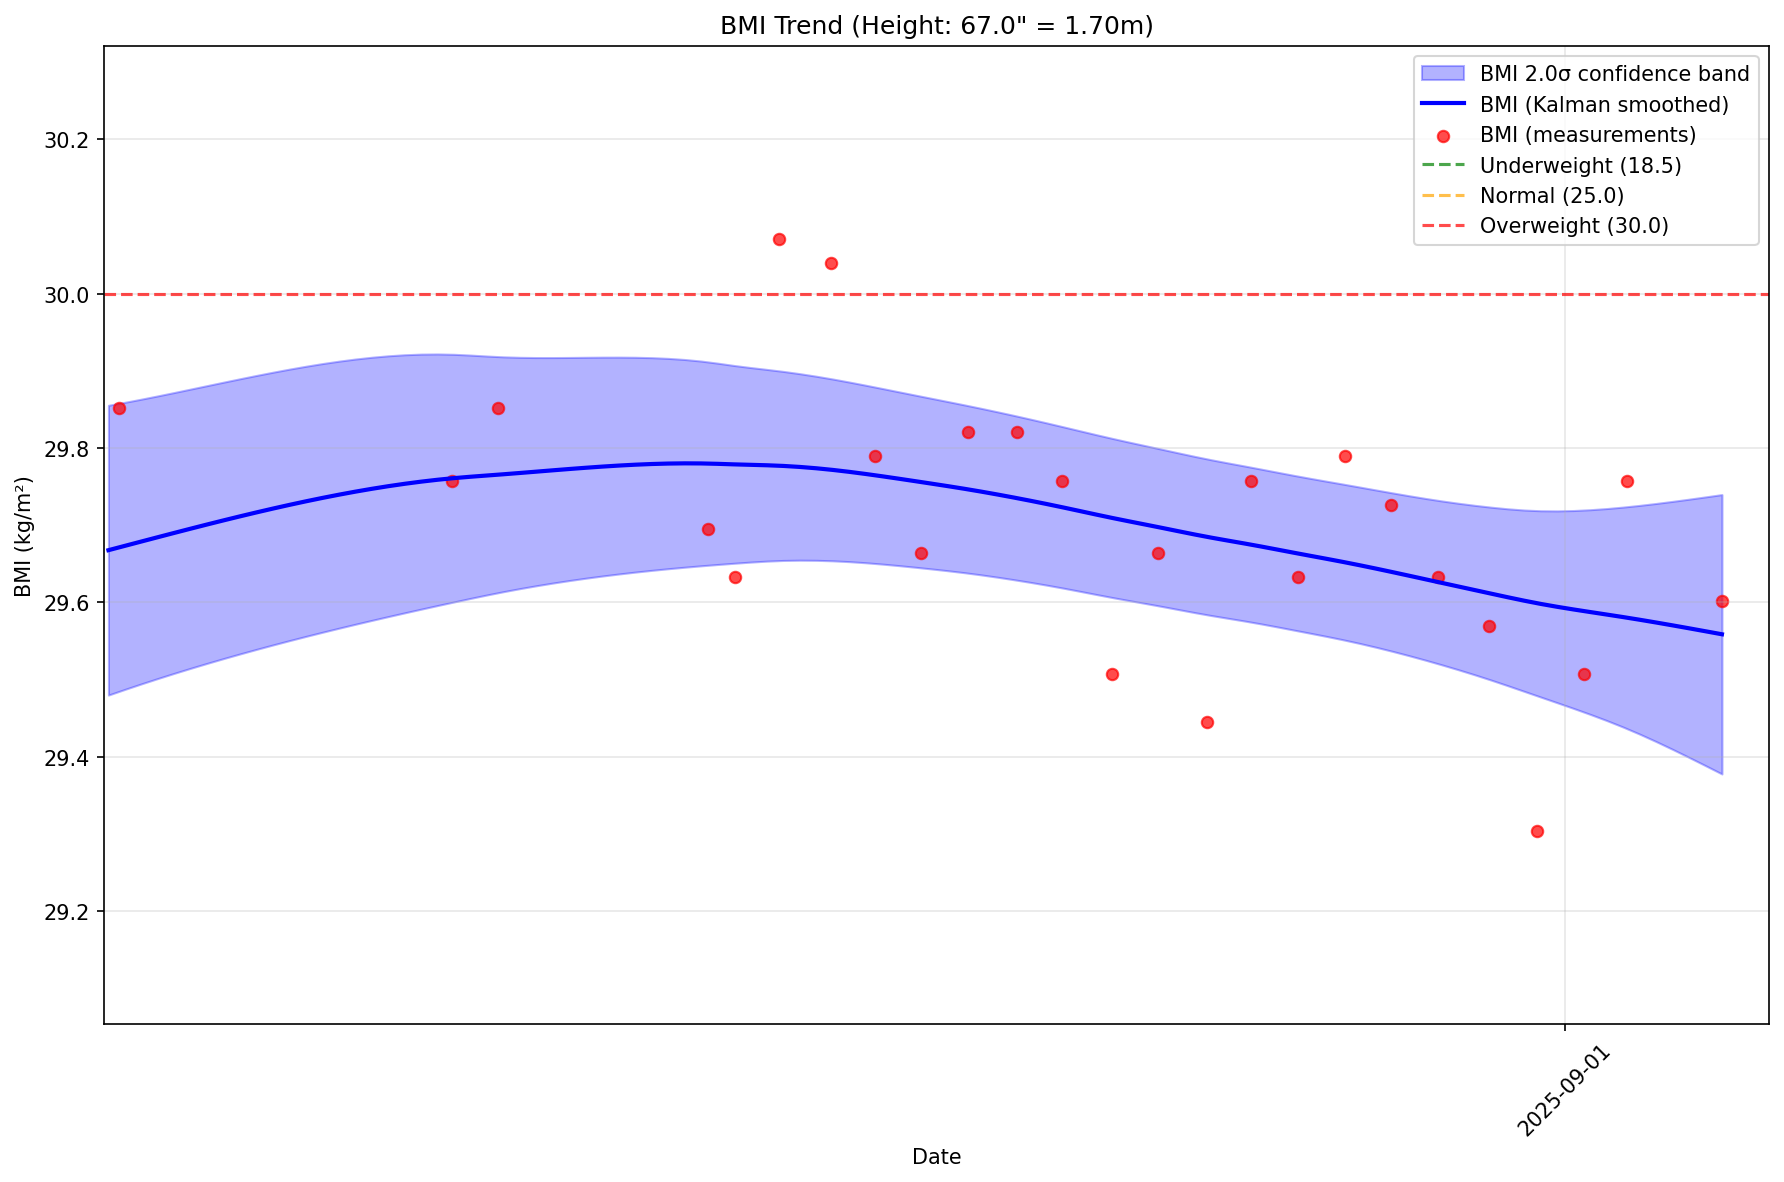 BMI Trend (Height: 67.0" = 1.70m)
BMI 2.0σ confidence band
BMI (Kalman smoothed)
BMI (measurements)
Underweight (18.5)
Normal (25.0)
Overweight (30.0)
BMI (kg/m²)
30.2
30.0
29.8
29.6
29.4
29.2
2025-09-01
Date